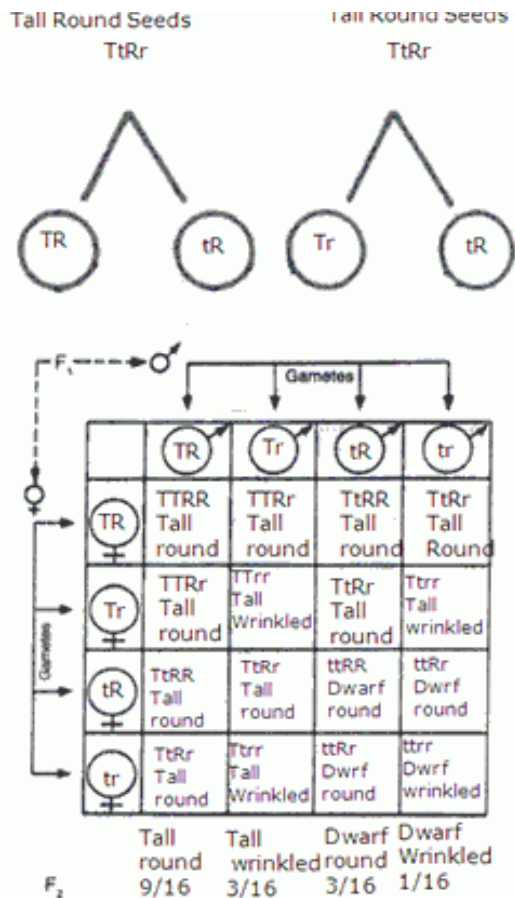 Tall Round Seeds Tall Round Seeds
TtRr TtRr
TR tR Tr tR
F₁
Gametes
TR Tr tR tr
TR
TTRR TTRr TtRR TtRr
Tall Tall Tall Tall
round round round Round
Tr
TTRr TTrr TtRr Ttrr
Tall Tall Tall Tall
round Wrinkled round wrinkled
Gametes
tR
TtRR TtRr ttRR ttRr
Tall Tall Dwarf Dwrf
round round round round
tr
TtRr Ttrr ttRr ttrr
Tall Tall Dwrf Dwrf
round Wrinkled round wrinkled
Tall Tall Dwarf Dwarf
round wrinkled round Wrinkled
F₂ 9/16 3/16 3/16 1/16